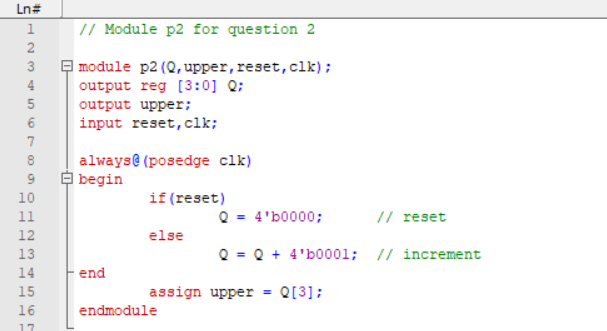 Ln#
1 // Module p2 for question 2
2
3 module p2(Q,upper,reset,clk);
4 output reg [3:0] Q;
5 output upper;
6 input reset,clk;
7
8 always@(posedge clk)
9 begin
10 if(reset)
11 Q = 4'b0000; // reset
12 else
13 Q = Q + 4'b0001; // increment
14 end
15 assign upper = Q[3];
16 endmodule
17